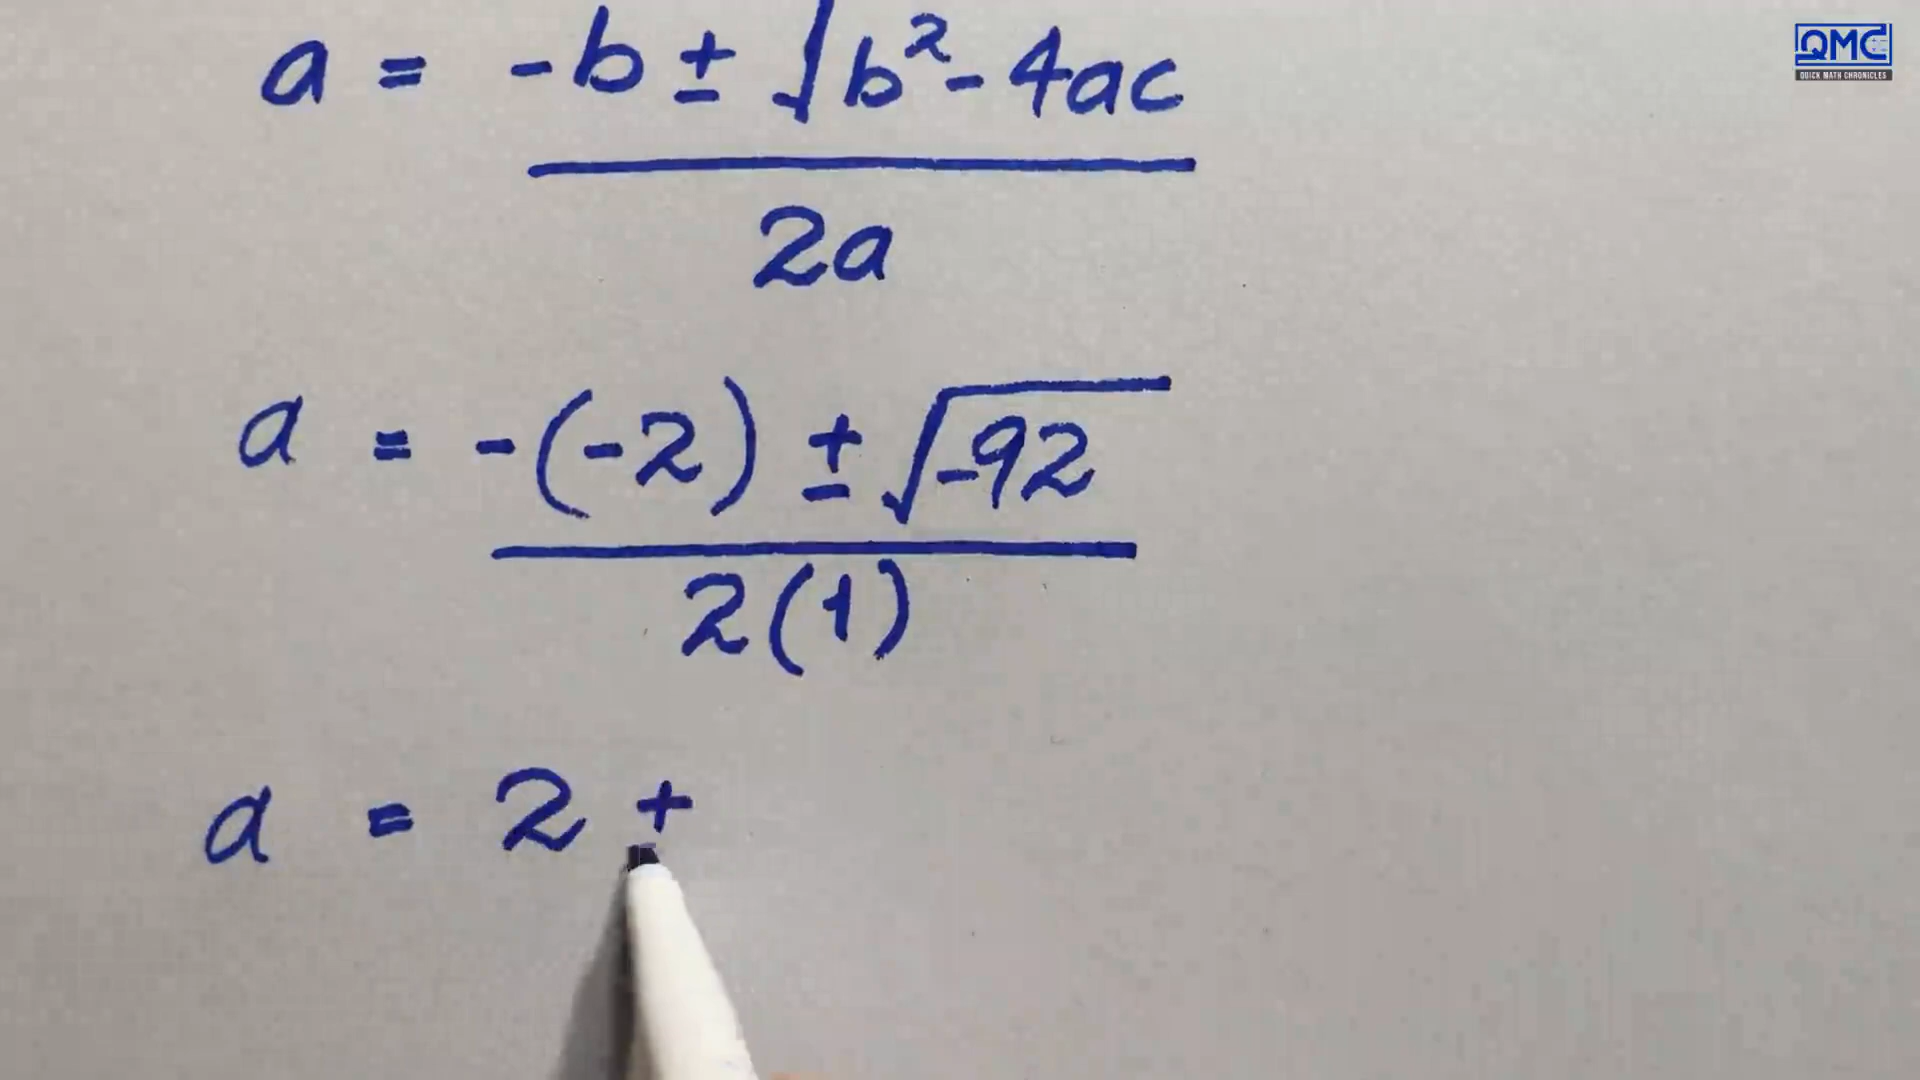 QMC
QUICK MATH CHRONICLES
a = -b ± √b² - 4ac
2a
a = -(-2) ± √-92
2(1)
a = 2 ±